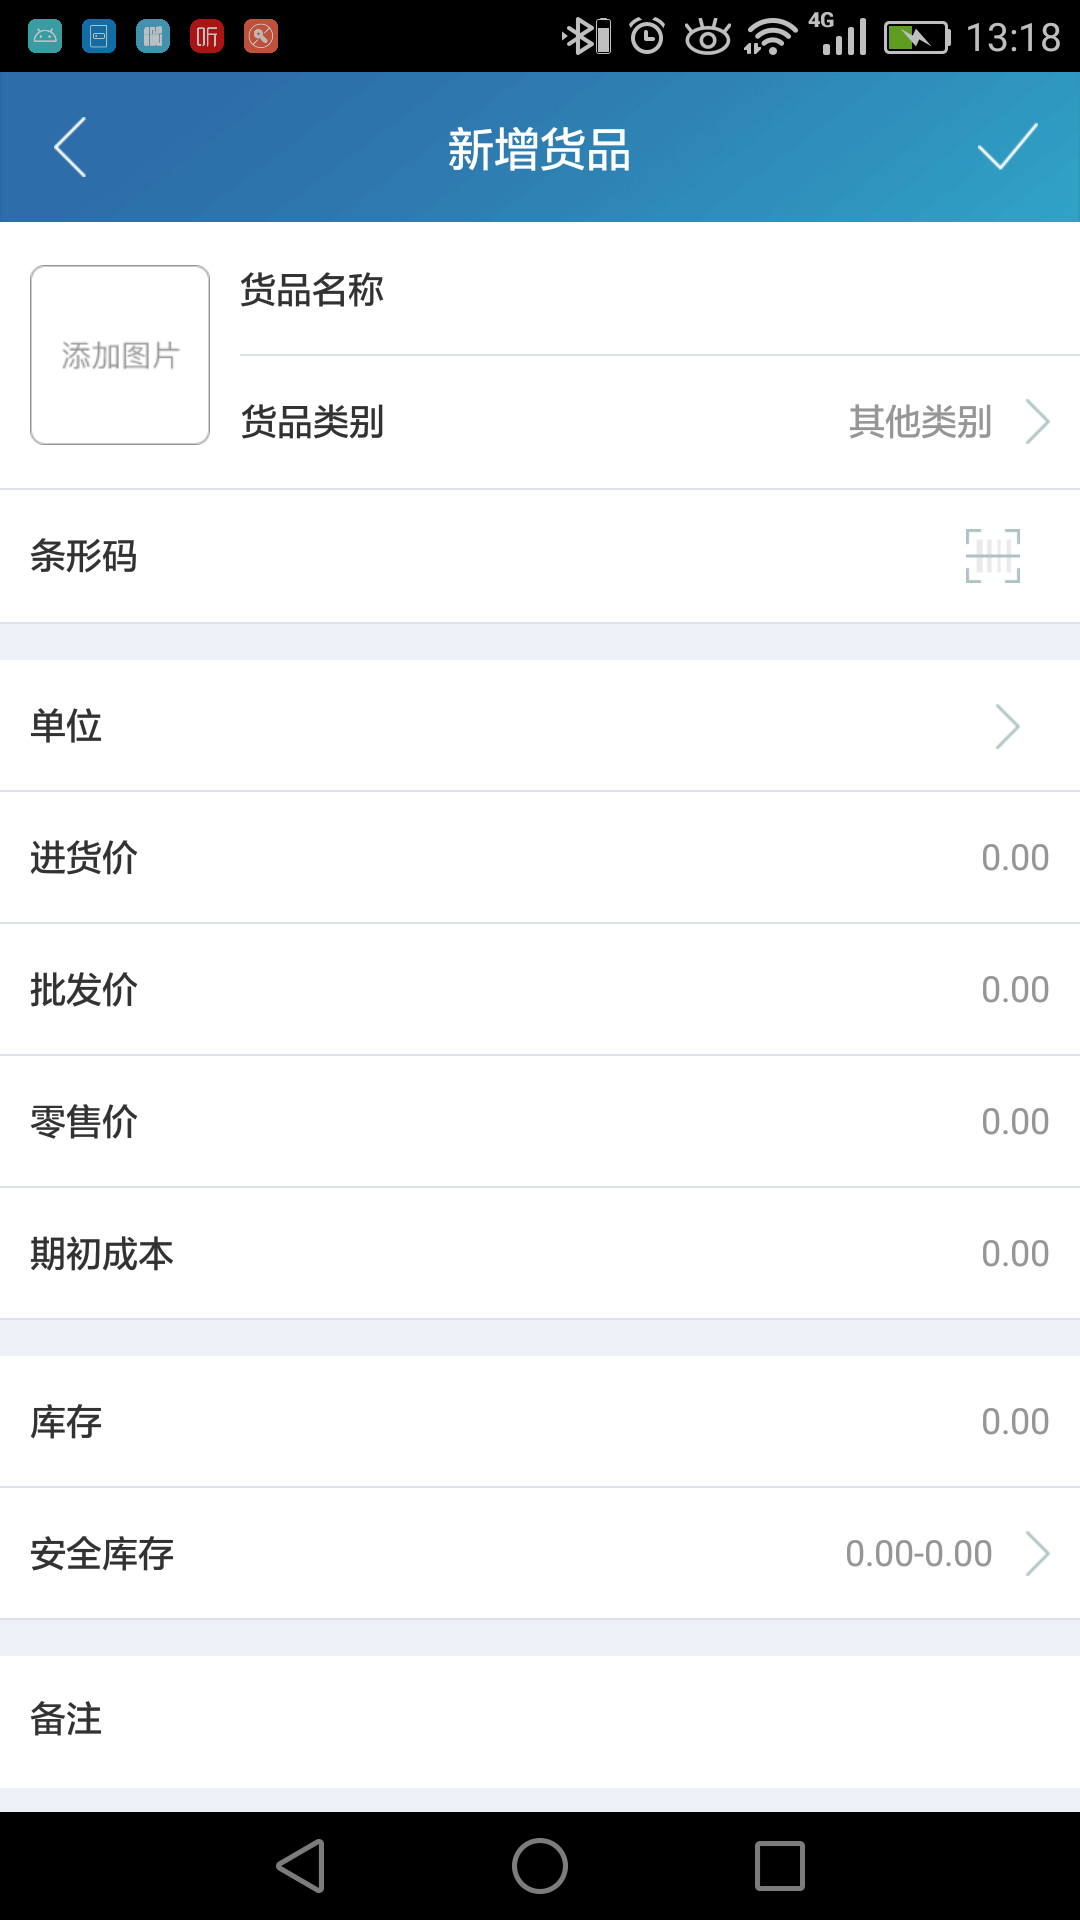 听 4G 13:18
新增货品
添加图片
货品名称
货品类别 其他类别
条形码
单位
进货价 0.00
批发价 0.00
零售价 0.00
期初成本 0.00
库存 0.00
安全库存 0.00-0.00
备注